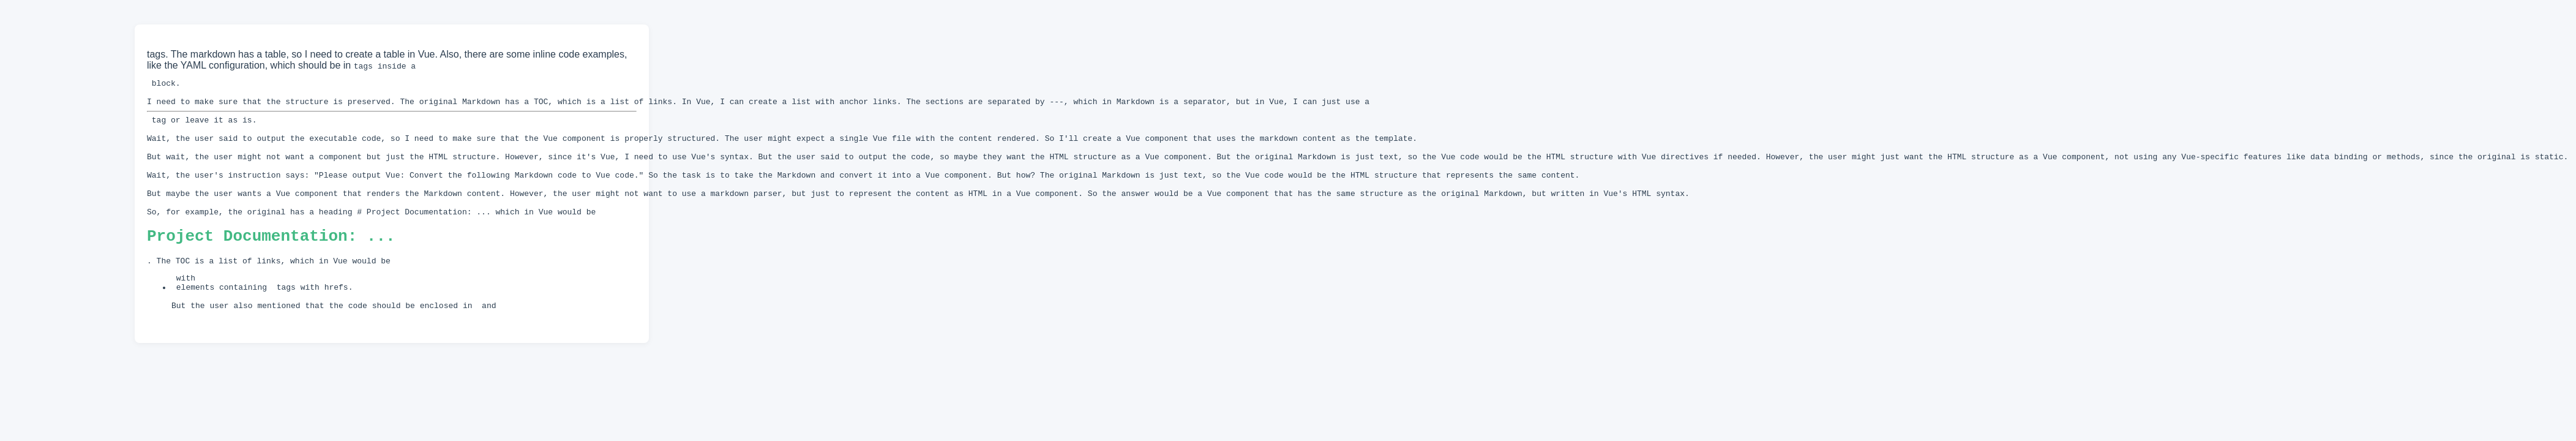 tags. The markdown has a table, so I need to create a table in Vue. Also, there are some inline code examples,
like the YAML configuration, which should be in tags inside a
block.
I need to make sure that the structure is preserved. The original Markdown has a TOC, which is a list of links. In Vue, I can create a list with anchor links. The sections are separated by ---, which in Markdown is a separator, but in Vue, I can just use a
tag or leave it as is.
Wait, the user said to output the executable code, so I need to make sure that the Vue component is properly structured. The user might expect a single Vue file with the content rendered. So I'll create a Vue component that uses the markdown content as the template.
But wait, the user might not want a component but just the HTML structure. However, since it's Vue, I need to use Vue's syntax. But the user said to output the code, so maybe they want the HTML structure as a Vue component. But the original Markdown is just text, so the Vue code would be the HTML structure with Vue directives if needed. However, the user might just want the HTML structure as a Vue component, not using any Vue-specific features like data binding or methods, since the original is static.
Wait, the user's instruction says: "Please output Vue: Convert the following Markdown code to Vue code." So the task is to take the Markdown and convert it into a Vue component. But how? The original Markdown is just text, so the Vue code would be the HTML structure that represents the same content.
But maybe the user wants a Vue component that renders the Markdown content. However, the user might not want to use a markdown parser, but just to represent the content as HTML in a Vue component. So the answer would be a Vue component that has the same structure as the original Markdown, but written in Vue's HTML syntax.
So, for example, the original has a heading # Project Documentation: ... which in Vue would be
Project Documentation: ...
. The TOC is a list of links, which in Vue would be
with
• elements containing  tags with hrefs.
But the user also mentioned that the code should be enclosed in  and